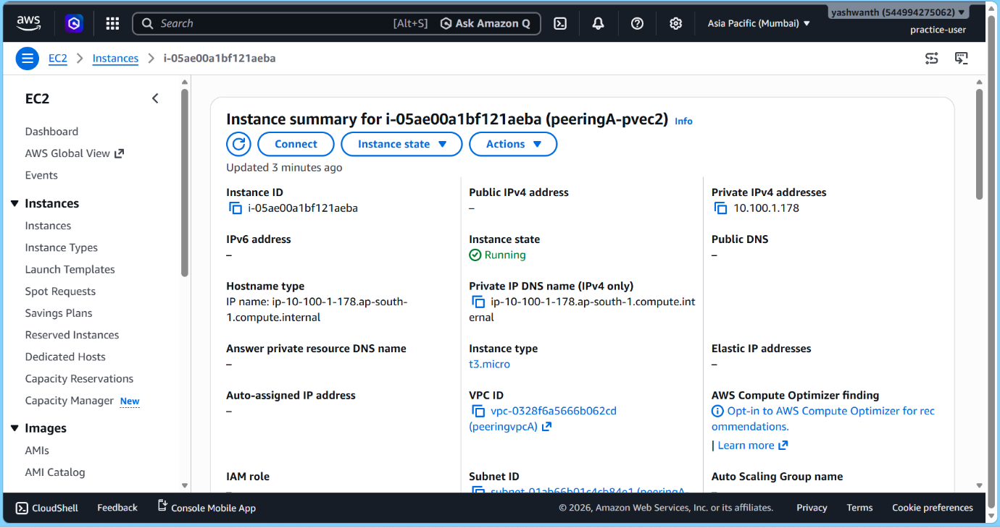 aws
Search [Alt+S] Ask Amazon Q
Asia Pacific (Mumbai) ▼
yashwanth (544994275062) ▼
practice-user
EC2 > Instances > i-05ae00a1bf121aeba
EC2
Dashboard
AWS Global View
Events
▼ Instances
Instances
Instance Types
Launch Templates
Spot Requests
Savings Plans
Reserved Instances
Dedicated Hosts
Capacity Reservations
Capacity Manager New
▼ Images
AMIs
AMI Catalog
Instance summary for i-05ae00a1bf121aeba (peeringA-pvec2) Info
Connect
Instance state ▼
Actions ▼
Updated 3 minutes ago
Instance ID
i-05ae00a1bf121aeba
Public IPv4 address
–
Private IPv4 addresses
10.100.1.178
IPv6 address
–
Instance state
Running
Public DNS
–
Hostname type
IP name: ip-10-100-1-178.ap-south-
1.compute.internal
Private IP DNS name (IPv4 only)
ip-10-100-1-178.ap-south-1.compute.int
ernal
Answer private resource DNS name
–
Instance type
t3.micro
Elastic IP addresses
–
Auto-assigned IP address
–
VPC ID
vpc-0328f6a5666b062cd
(peeringvpcA)
AWS Compute Optimizer finding
Opt-in to AWS Compute Optimizer for rec
ommendations.
| Learn more
IAM role
–
Subnet ID
subnet-01ab66b01c4cb84e1 (peeringA-
Auto Scaling Group name
–
CloudShell
Feedback
Console Mobile App
© 2026, Amazon Web Services, Inc. or its affiliates.
Privacy
Terms
Cookie preferences